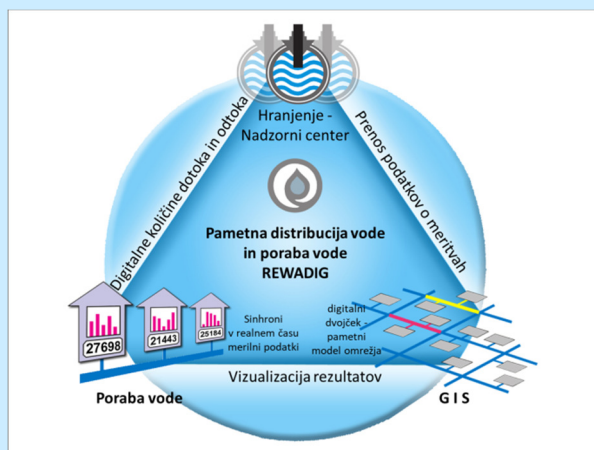 Hranjenje -
Nadzorni center
Digitalne količine dotoka in odtoka
Prenos podatkov o meritvah
Pametna distribucija vode
in poraba vode
REWADIG
27698
21443
25184
Sinhroni
v realnem času
merilni podatki
digitalni
dvojček -
pametni
model omrežja
Vizualizacija rezultatov
Poraba vode
G I S